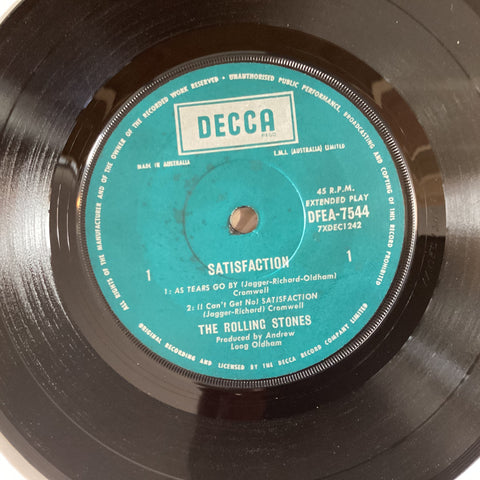 ALL RIGHTS OF THE MANUFACTURER AND OF THE OWNER OF THE RECORDED WORK RESERVED • UNAUTHORISED PUBLIC PERFORMANCE, BROADCASTING AND COPYING OF THIS RECORD PROHIBITED
DECCA
MADE IN AUSTRALIA
E.M.I. (AUSTRALIA) LIMITED
45 R.P.M.
EXTENDED PLAY
DFEA-7544
7XDEC1242
SATISFACTION
1
1
1: AS TEARS GO BY (Jagger-Richard-Oldham)
Cromwell
2: (I Can't Get No) SATISFACTION
(Jagger-Richard) Cromwell
THE ROLLING STONES
Produced by Andrew
Loog Oldham
ORIGINAL RECORDING AND LICENSED BY THE DECCA RECORD COMPANY LIMITED